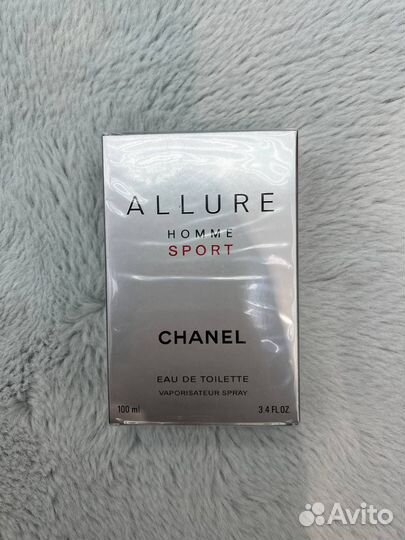 ALLURE
HOMME
SPORT
CHANEL
EAU DE TOILETTE
VAPORISATEUR SPRAY
100 ml 3.4 FL.OZ.
Avito